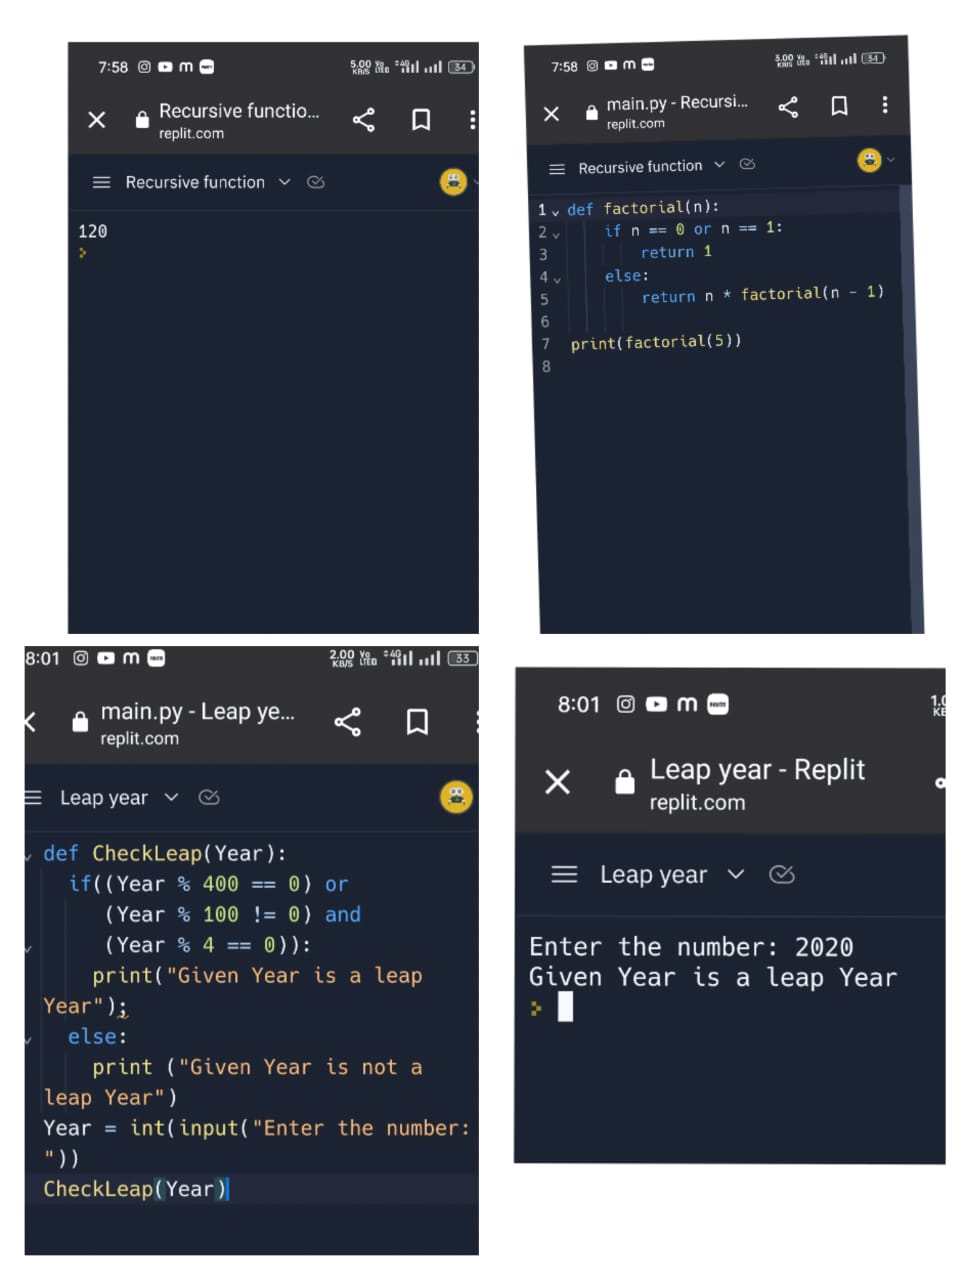 7:58 m
5.00 KB/S Vo LTE 4G 34
Recursive functio...
replit.com
Recursive function
120
7:58 m
3.00 KB/S Vo LTE 4G 34
main.py - Recursi...
replit.com
Recursive function
1 def factorial(n):
2 if n == 0 or n == 1:
3 return 1
4 else:
5 return n * factorial(n - 1)
6
7 print(factorial(5))
8
8:01 m
2.00 KB/S Vo LTE 4G 33
main.py - Leap ye...
replit.com
Leap year
def CheckLeap(Year):
if((Year % 400 == 0) or
(Year % 100 != 0) and
(Year % 4 == 0)):
print("Given Year is a leap
Year");
else:
print ("Given Year is not a
leap Year")
Year = int(input("Enter the number:
"))
CheckLeap(Year)
8:01 m
Leap year - Replit
replit.com
Leap year
Enter the number: 2020
Given Year is a leap Year